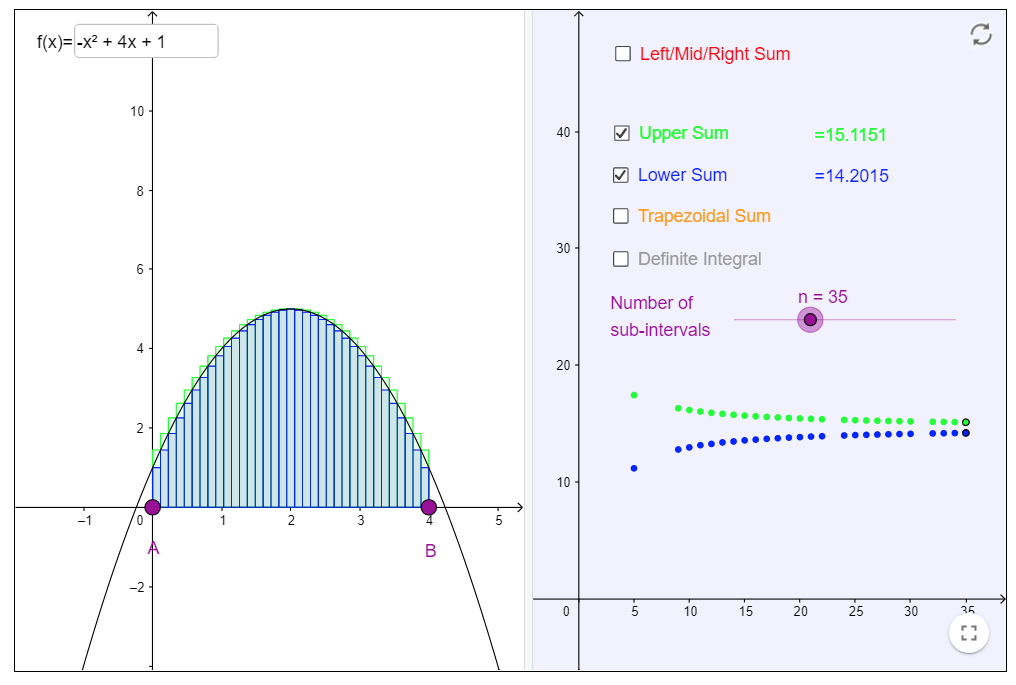 f(x)= -x² + 4x + 1
10
8
6
4
2
−2
−1
0
1
2
3
4
5
A
B
Left/Mid/Right Sum
Upper Sum =15.1151
Lower Sum =14.2015
Trapezoidal Sum
Definite Integral
Number of
sub-intervals
n = 35
40
30
20
10
0
5
10
15
20
25
30
35